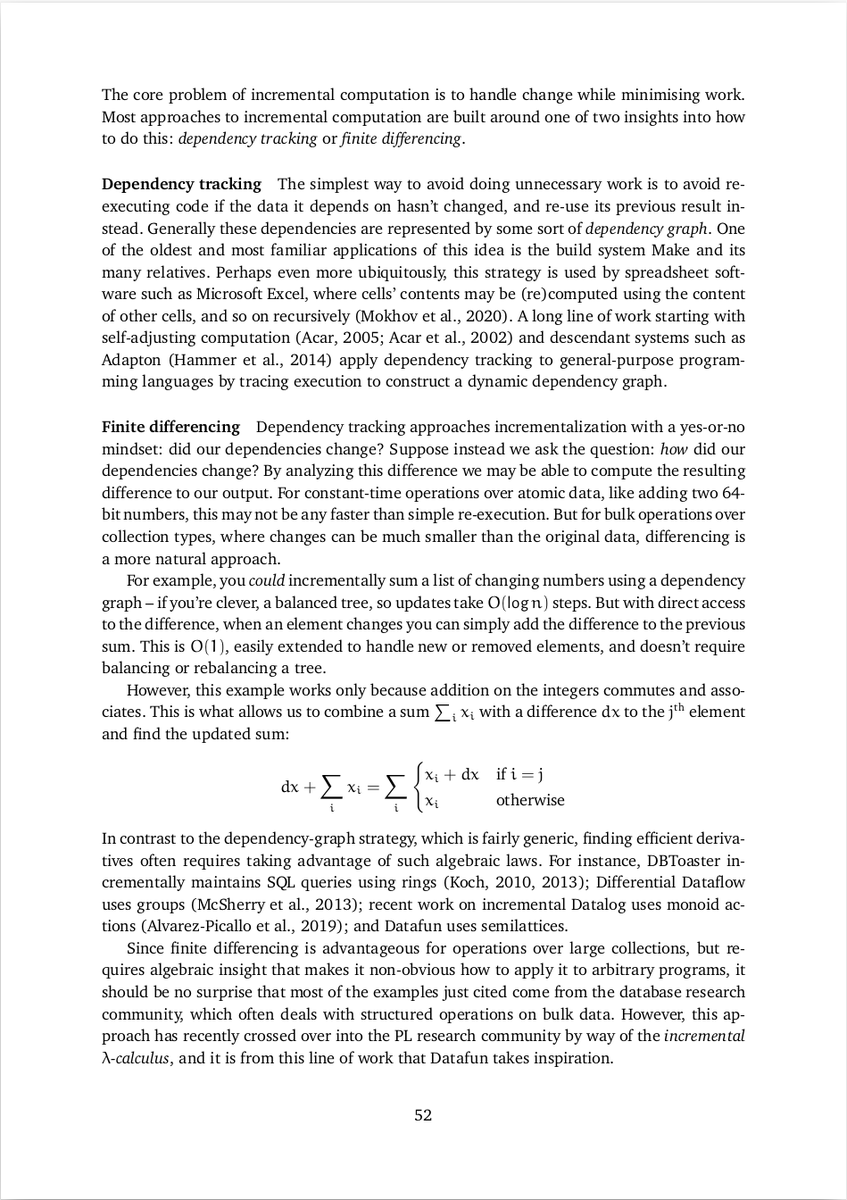 The core problem of incremental computation is to handle change while minimising work.
Most approaches to incremental computation are built around one of two insights into how
to do this: dependency tracking or finite differencing.
Dependency tracking The simplest way to avoid doing unnecessary work is to avoid re-
executing code if the data it depends on hasn't changed, and re-use its previous result in-
stead. Generally these dependencies are represented by some sort of dependency graph. One
of the oldest and most familiar applications of this idea is the build system Make and its
many relatives. Perhaps even more ubiquitously, this strategy is used by spreadsheet soft-
ware such as Microsoft Excel, where cells' contents may be (re)computed using the content
of other cells, and so on recursively (Mokhov et al., 2020). A long line of work starting with
self-adjusting computation (Acar, 2005; Acar et al., 2002) and descendant systems such as
Adapton (Hammer et al., 2014) apply dependency tracking to general-purpose program-
ming languages by tracing execution to construct a dynamic dependency graph.
Finite differencing Dependency tracking approaches incrementalization with a yes-or-no
mindset: did our dependencies change? Suppose instead we ask the question: how did our
dependencies change? By analyzing this difference we may be able to compute the resulting
difference to our output. For constant-time operations over atomic data, like adding two 64-
bit numbers, this may not be any faster than simple re-execution. But for bulk operations over
collection types, where changes can be much smaller than the original data, differencing is
a more natural approach.
For example, you could incrementally sum a list of changing numbers using a dependency
graph – if you're clever, a balanced tree, so updates take O(log n) steps. But with direct access
to the difference, when an element changes you can simply add the difference to the previous
sum. This is O(1), easily extended to handle new or removed elements, and doesn't require
balancing or rebalancing a tree.
However, this example works only because addition on the integers commutes and asso-
ciates. This is what allows us to combine a sum ∑ᵢ xᵢ with a difference dx to the jᵗʰ element
and find the updated sum:
dx + ∑ᵢ xᵢ = ∑ᵢ { xᵢ + dx if i = j
xᵢ otherwise
In contrast to the dependency-graph strategy, which is fairly generic, finding efficient deriva-
tives often requires taking advantage of such algebraic laws. For instance, DBToaster in-
crementally maintains SQL queries using rings (Koch, 2010, 2013); Differential Dataflow
uses groups (McSherry et al., 2013); recent work on incremental Datalog uses monoid ac-
tions (Alvarez-Picallo et al., 2019); and Datafun uses semilattices.
Since finite differencing is advantageous for operations over large collections, but re-
quires algebraic insight that makes it non-obvious how to apply it to arbitrary programs, it
should be no surprise that most of the examples just cited come from the database research
community, which often deals with structured operations on bulk data. However, this ap-
proach has recently crossed over into the PL research community by way of the incremental
λ-calculus, and it is from this line of work that Datafun takes inspiration.
52